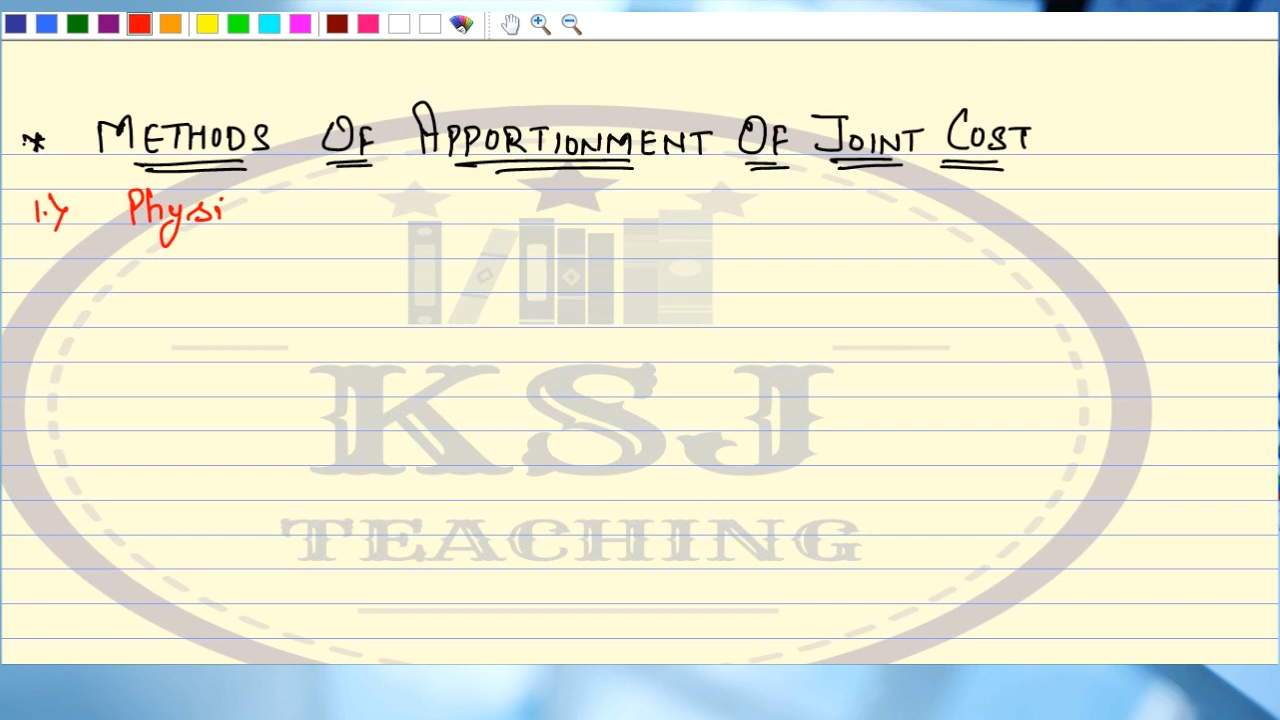 * METHODS OF APPORTIONMENT OF JOINT COST
1.) Physi
KSJ
TEACHING